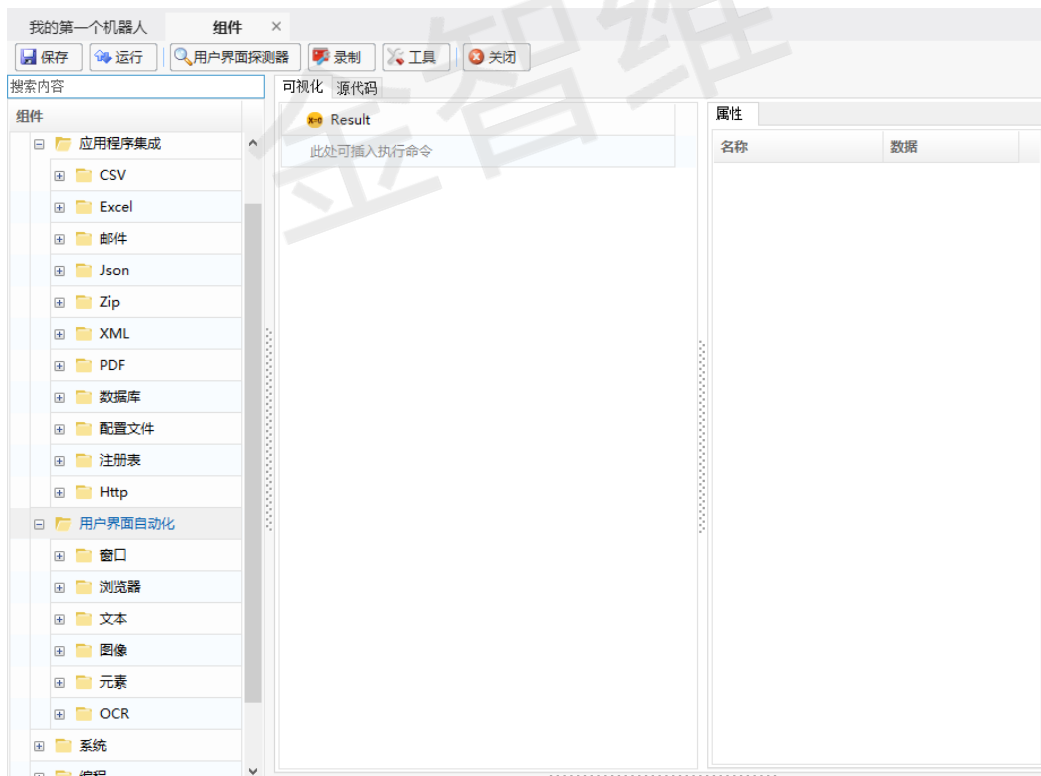 我的第一个机器人 组件 ×
保存 运行 用户界面探测器 录制 工具 关闭
搜索内容 可视化 源代码
组件 Result 属性
此处可插入执行命令 名称 数据
应用程序集成
CSV
Excel
邮件
Json
Zip
XML
PDF
数据库
配置文件
注册表
Http
用户界面自动化
窗口
浏览器
文本
图像
元素
OCR
系统
编程
金智维